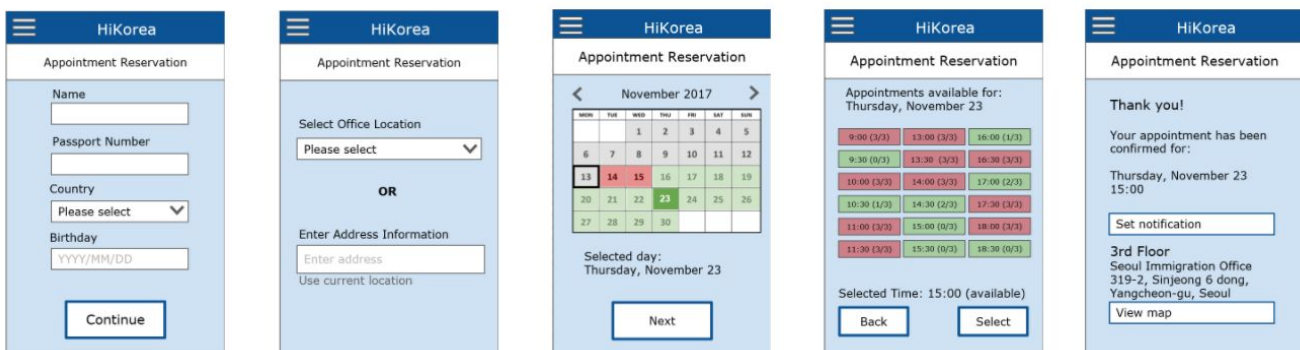 HiKorea
Appointment Reservation
Name
Passport Number
Country
Please select
Birthday
YYYY/MM/DD
Continue
HiKorea
Appointment Reservation
Select Office Location
Please select
OR
Enter Address Information
Enter address
Use current location
HiKorea
Appointment Reservation
November 2017
MON TUE WED THU FRI SAT SUN
1 2 3 4 5
6 7 8 9 10 11 12
13 14 15 16 17 18 19
20 21 22 23 24 25 26
27 28 29 30
Selected day:
Thursday, November 23
Next
HiKorea
Appointment Reservation
Appointments available for:
Thursday, November 23
9:00 (3/3) 13:00 (3/3) 16:00 (1/3)
9:30 (0/3) 13:30 (3/3) 16:30 (3/3)
10:00 (3/3) 14:00 (3/3) 17:00 (2/3)
10:30 (1/3) 14:30 (2/3) 17:30 (3/3)
11:00 (3/3) 15:00 (0/3) 18:00 (3/3)
11:30 (3/3) 15:30 (0/3) 18:30 (0/3)
Selected Time: 15:00 (available)
Back Select
HiKorea
Appointment Reservation
Thank you!
Your appointment has been
confirmed for:
Thursday, November 23
15:00
Set notification
3rd Floor
Seoul Immigration Office
319-2, Sinjeong 6 dong,
Yangcheon-gu, Seoul
View map